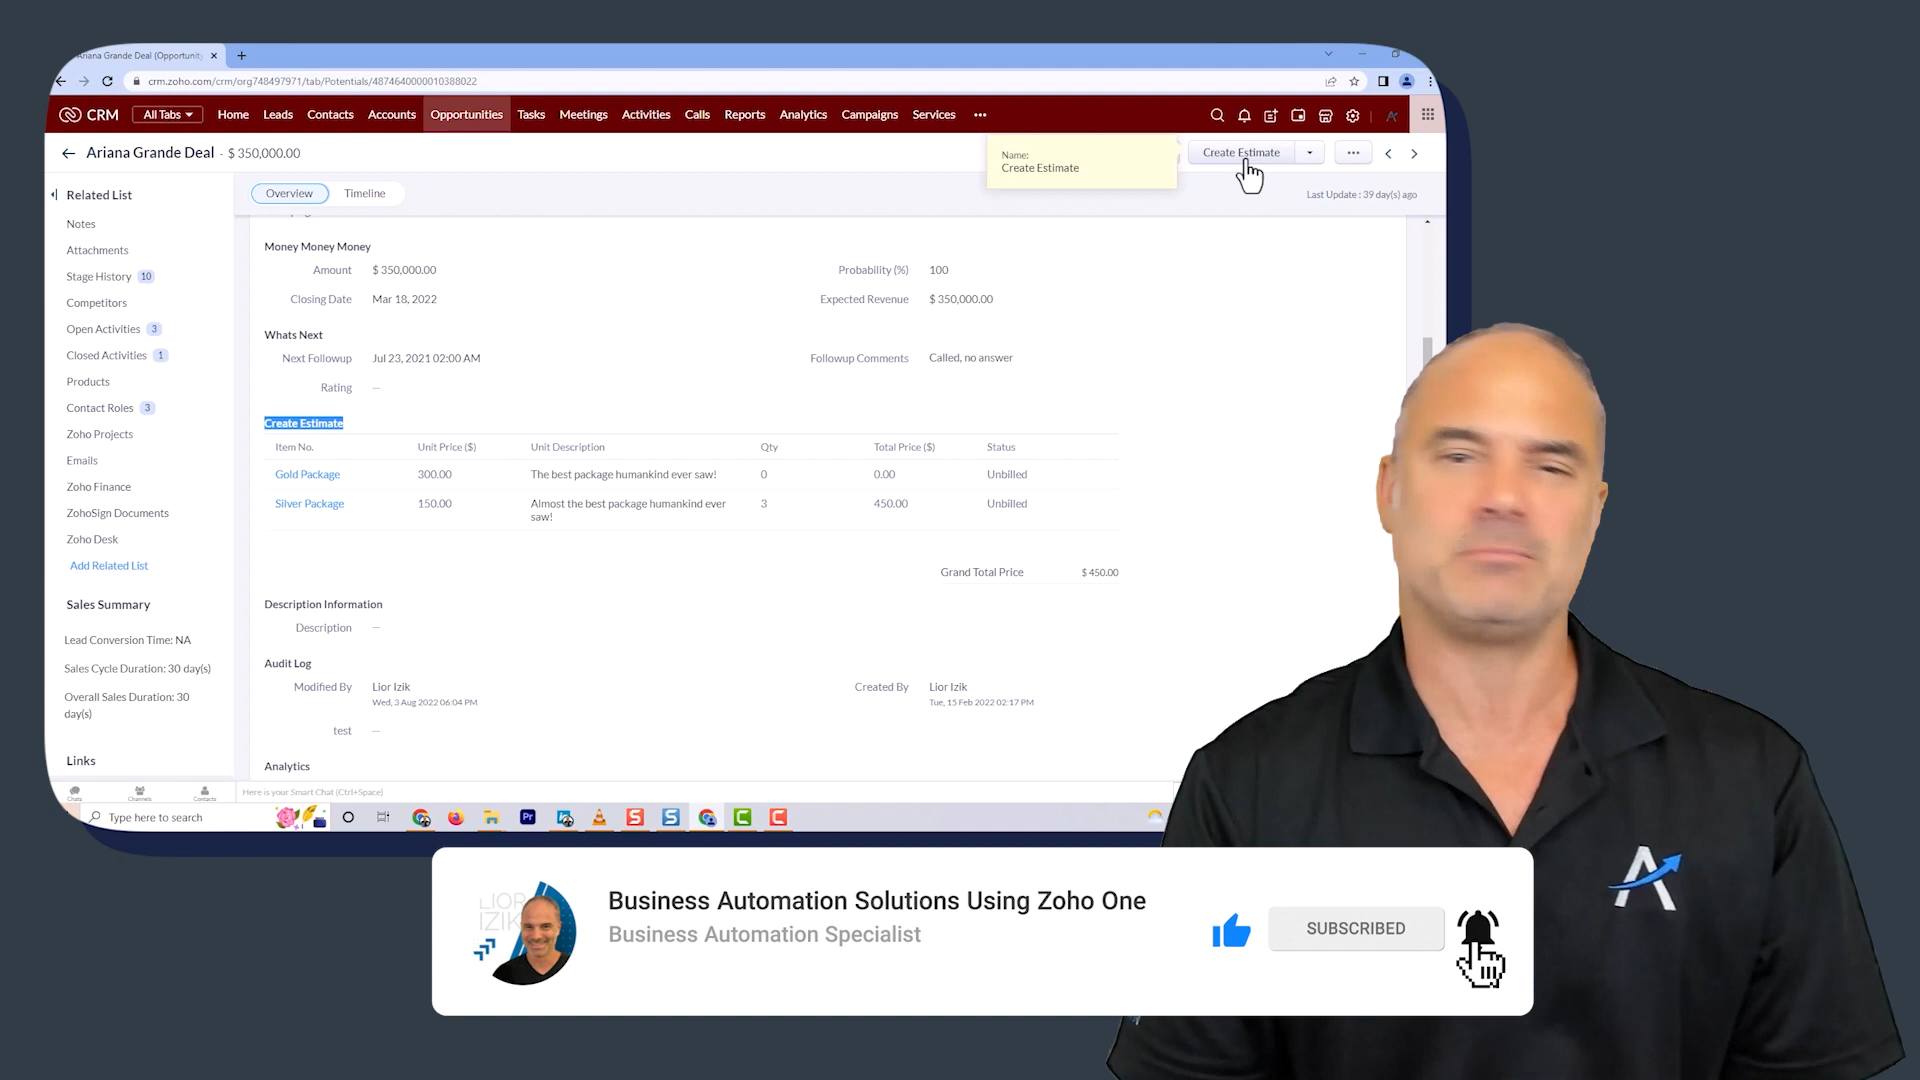 Ariana Grande Deal (Opportunity
crm.zoho.com/crm/org748497971/tab/Potentials/4874640000010388022
CRM
All Tabs
Home
Leads
Contacts
Accounts
Opportunities
Tasks
Meetings
Activities
Calls
Reports
Analytics
Campaigns
Services
Ariana Grande Deal - $ 350,000.00
Name:
Create Estimate
Create Estimate
Related List
Overview
Timeline
Last Update : 39 day(s) ago
Notes
Attachments
Stage History 10
Competitors
Open Activities 3
Closed Activities 1
Products
Contact Roles 3
Zoho Projects
Emails
Zoho Finance
ZohoSign Documents
Zoho Desk
Add Related List
Sales Summary
Lead Conversion Time: NA
Sales Cycle Duration: 30 day(s)
Overall Sales Duration: 30
day(s)
Links
Money Money Money
Amount $ 350,000.00
Probability (%) 100
Closing Date Mar 18, 2022
Expected Revenue $ 350,000.00
Whats Next
Next Followup Jul 23, 2021 02:00 AM
Followup Comments Called, no answer
Rating —
Create Estimate
Item No. Unit Price ($) Unit Description Qty Total Price ($) Status
Gold Package 300.00 The best package humankind ever saw! 0 0.00 Unbilled
Silver Package 150.00 Almost the best package humankind ever 3 450.00 Unbilled
saw!
Grand Total Price $ 450.00
Description Information
Description —
Audit Log
Modified By Lior Izik
Wed, 3 Aug 2022 06:04 PM
Created By Lior Izik
Tue, 15 Feb 2022 02:17 PM
test —
Analytics
Chats
Channels
Contacts
Here is your Smart Chat (Ctrl+Space)
Type here to search
Pr
LIOR
IZIK
Business Automation Solutions Using Zoho One
Business Automation Specialist
SUBSCRIBED